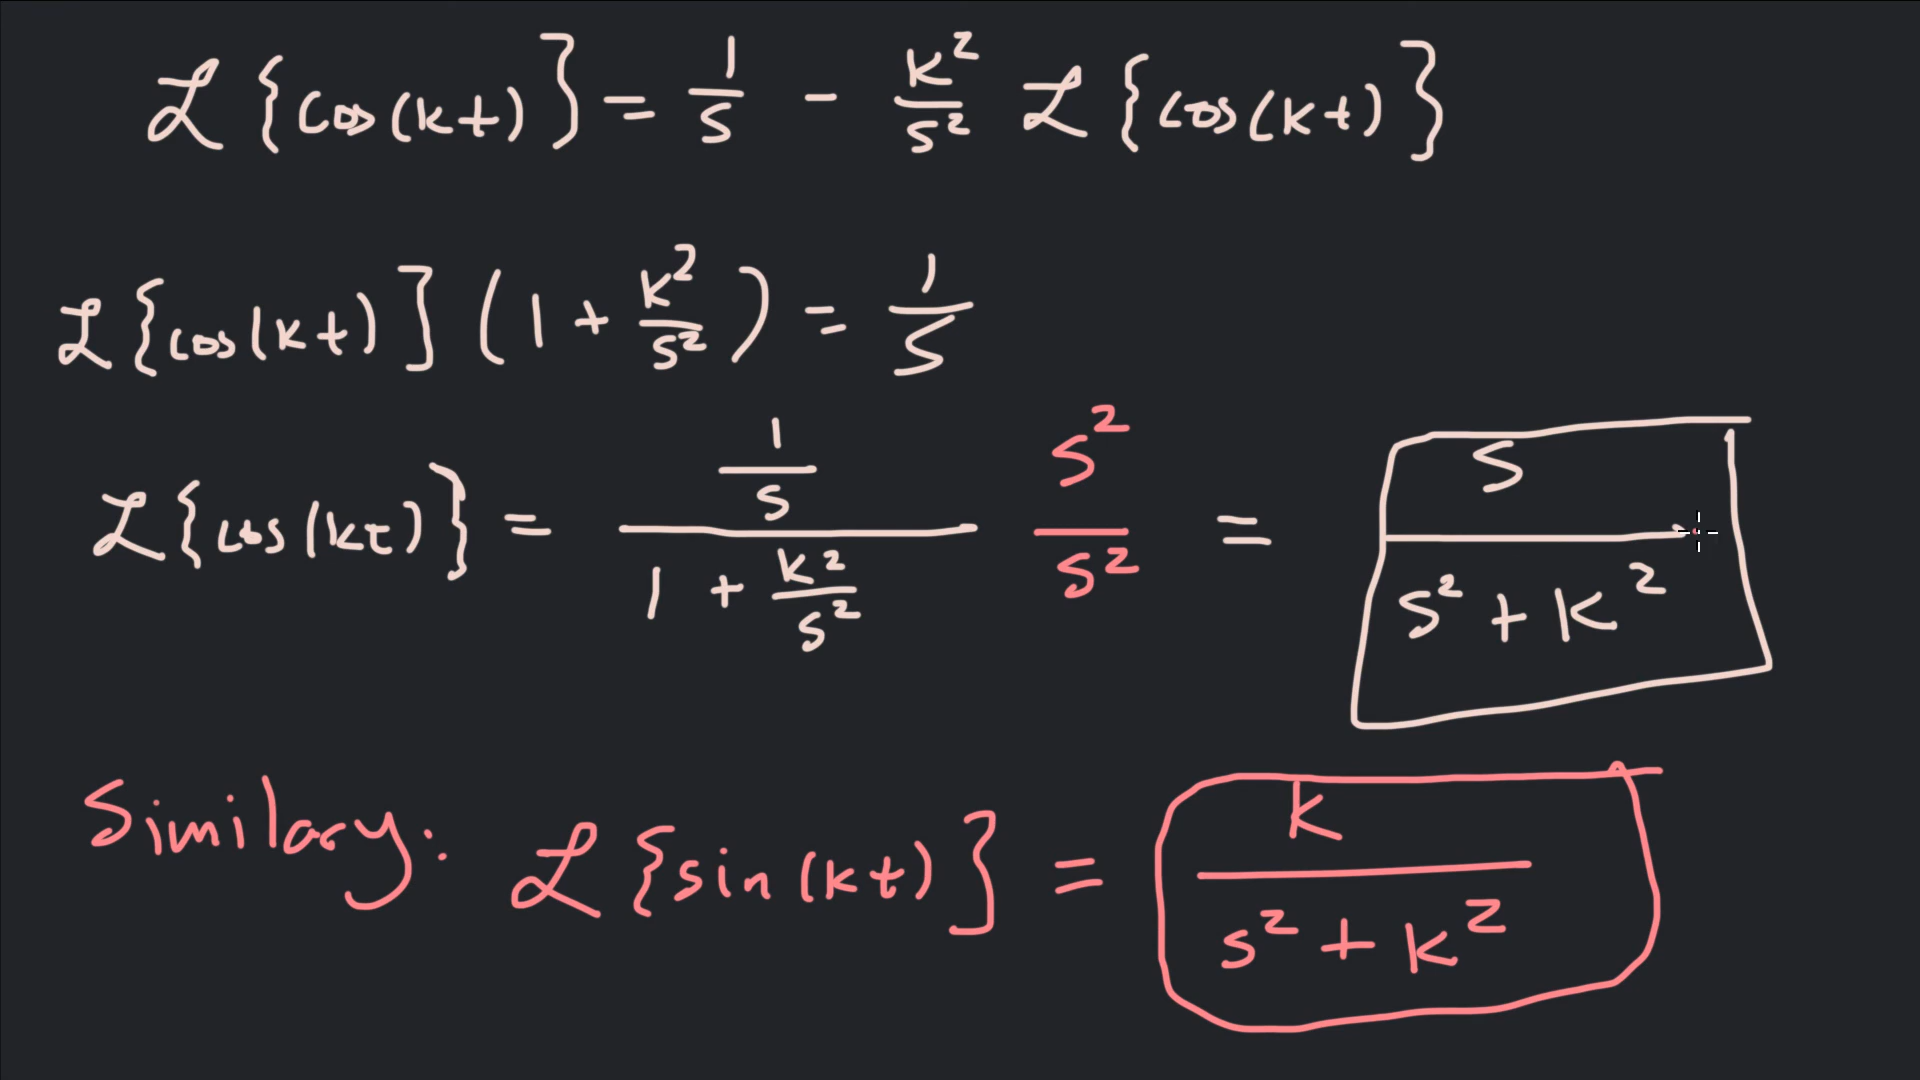 ℒ{cos(kt)} = 1/s - k²/s² ℒ{cos(kt)}
ℒ{cos(kt)] (1 + k²/s²) = 1/s
ℒ{cos(kt)} = (1/s)/(1 + k²/s²) s²/s² = s/(s² + k²)
Similary: ℒ{sin(kt)} = k/(s² + k²)